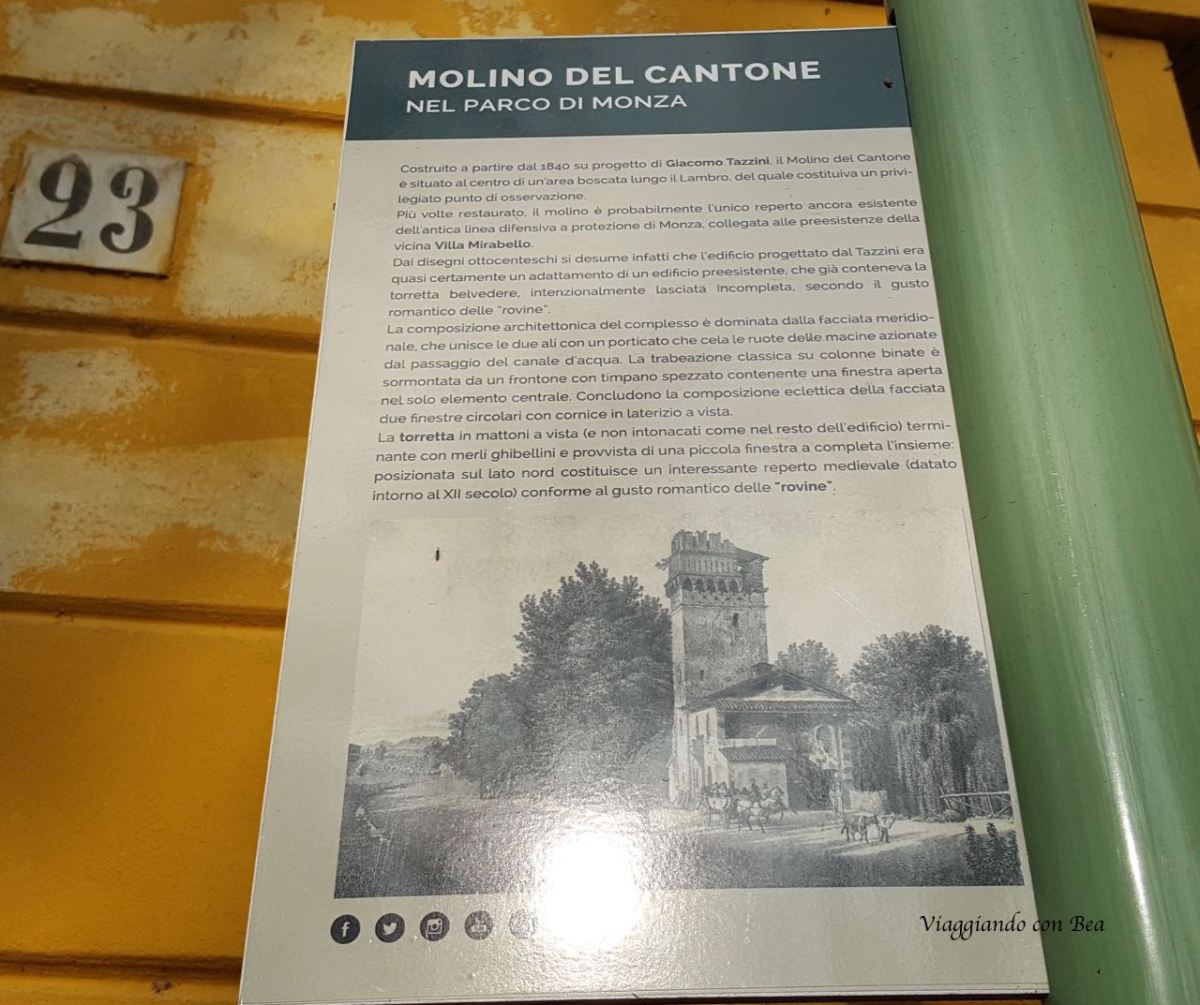 23
MOLINO DEL CANTONE
NEL PARCO DI MONZA
Costruito a partire dal 1840 su progetto di Giacomo Tazzini, il Molino del Cantone
è situato al centro di un'area boscata lungo il Lambro, del quale costituiva un privi-
legiato punto di osservazione.
Più volte restaurato, il molino è probabilmente l'unico reperto ancora esistente
dell'antica linea difensiva a protezione di Monza, collegata alle preesistenze della
vicina Villa Mirabello.
Dai disegni ottocenteschi si desume infatti che l'edificio progettato dal Tazzini era
quasi certamente un adattamento di un edificio preesistente, che già conteneva la
torretta belvedere, intenzionalmente lasciata incompleta, secondo il gusto
romantico delle "rovine".
La composizione architettonica del complesso è dominata dalla facciata meridio-
nale, che unisce le due ali con un porticato che cela le ruote delle macine azionate
dal passaggio del canale d'acqua. La trabeazione classica su colonne binate è
sormontata da un frontone con timpano spezzato contenente una finestra aperta
nel solo elemento centrale. Concludono la composizione eclettica della facciata
due finestre circolari con cornice in laterizio a vista.
La torretta in mattoni a vista (e non intonacati come nel resto dell'edificio) termi-
nante con merli ghibellini e provvista di una piccola finestra a completa l'insieme:
posizionata sul lato nord costituisce un interessante reperto medievale (datato
intorno al XII secolo) conforme al gusto romantico delle "rovine".
Viaggiando con Bea